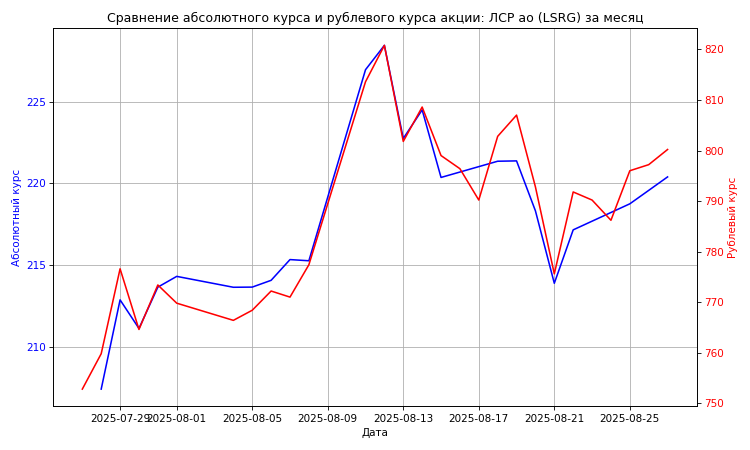 Сравнение абсолютного курса и рублевого курса акции: ЛСР ао (LSRG) за месяц
Абсолютный курс
225
220
215
210
820
810
800
790
780
770
760
750
Рублевый курс
2025-07-29 2025-08-01 2025-08-05 2025-08-09 2025-08-13 2025-08-17 2025-08-21 2025-08-25
Дата